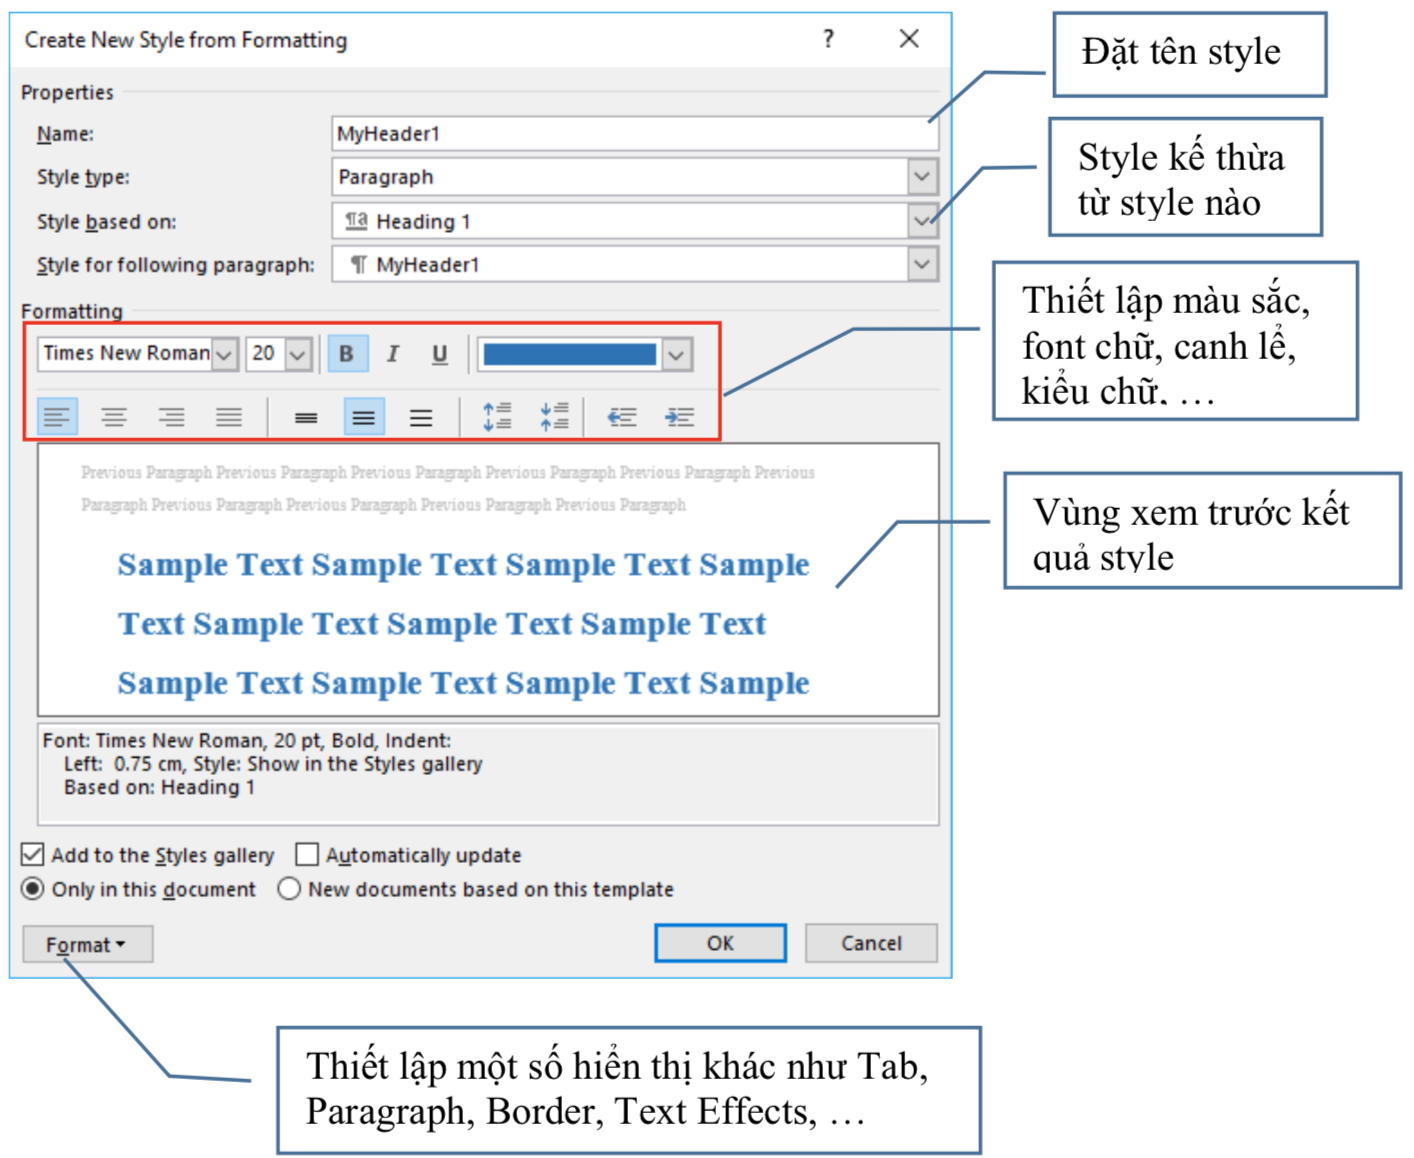 Create New Style from Formatting
?
Đặt tên style
Properties
Name:
MyHeader1
Style type:
Paragraph
Style kế thừa
từ style nào
Style based on:
¶a Heading 1
Style for following paragraph:
¶ MyHeader1
Formatting
Thiết lập màu sắc,
font chữ, canh lể,
kiểu chữ, …
Times New Roman 20 B I U
Previous Paragraph Previous Paragraph Previous Paragraph Previous Paragraph Previous Paragraph Previous
Paragraph Previous Paragraph Previous Paragraph Previous Paragraph Previous Paragraph
Vùng xem trước kết
quả style
Sample Text Sample Text Sample Text Sample
Text Sample Text Sample Text Sample Text
Sample Text Sample Text Sample Text Sample
Font: Times New Roman, 20 pt, Bold, Indent:
Left: 0.75 cm, Style: Show in the Styles gallery
Based on: Heading 1
Add to the Styles gallery Automatically update
Only in this document New documents based on this template
Format
OK
Cancel
Thiết lập một số hiển thị khác như Tab,
Paragraph, Border, Text Effects, …